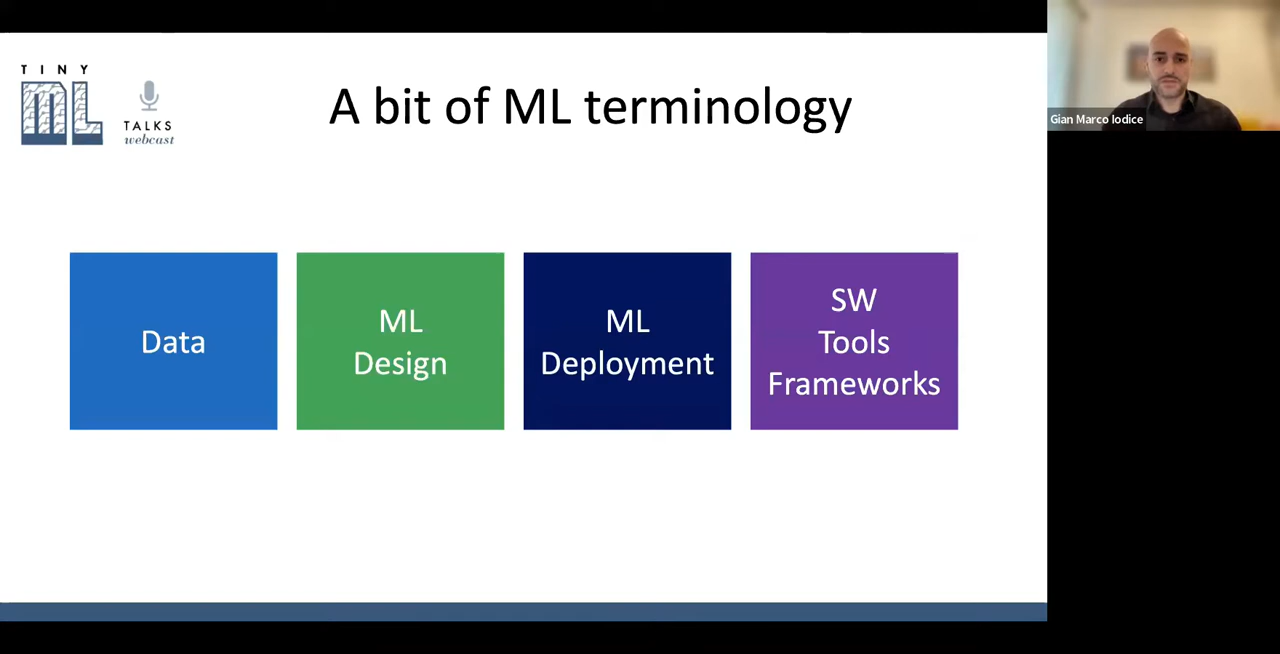 TINY
ML
TALKS
webcast
A bit of ML terminology
Gian Marco Iodice
Data
ML
Design
ML
Deployment
SW
Tools
Frameworks